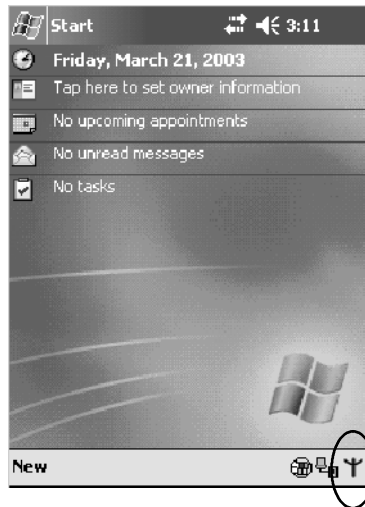 Start 3:11
Friday, March 21, 2003
Tap here to set owner information
No upcoming appointments
No unread messages
No tasks
New